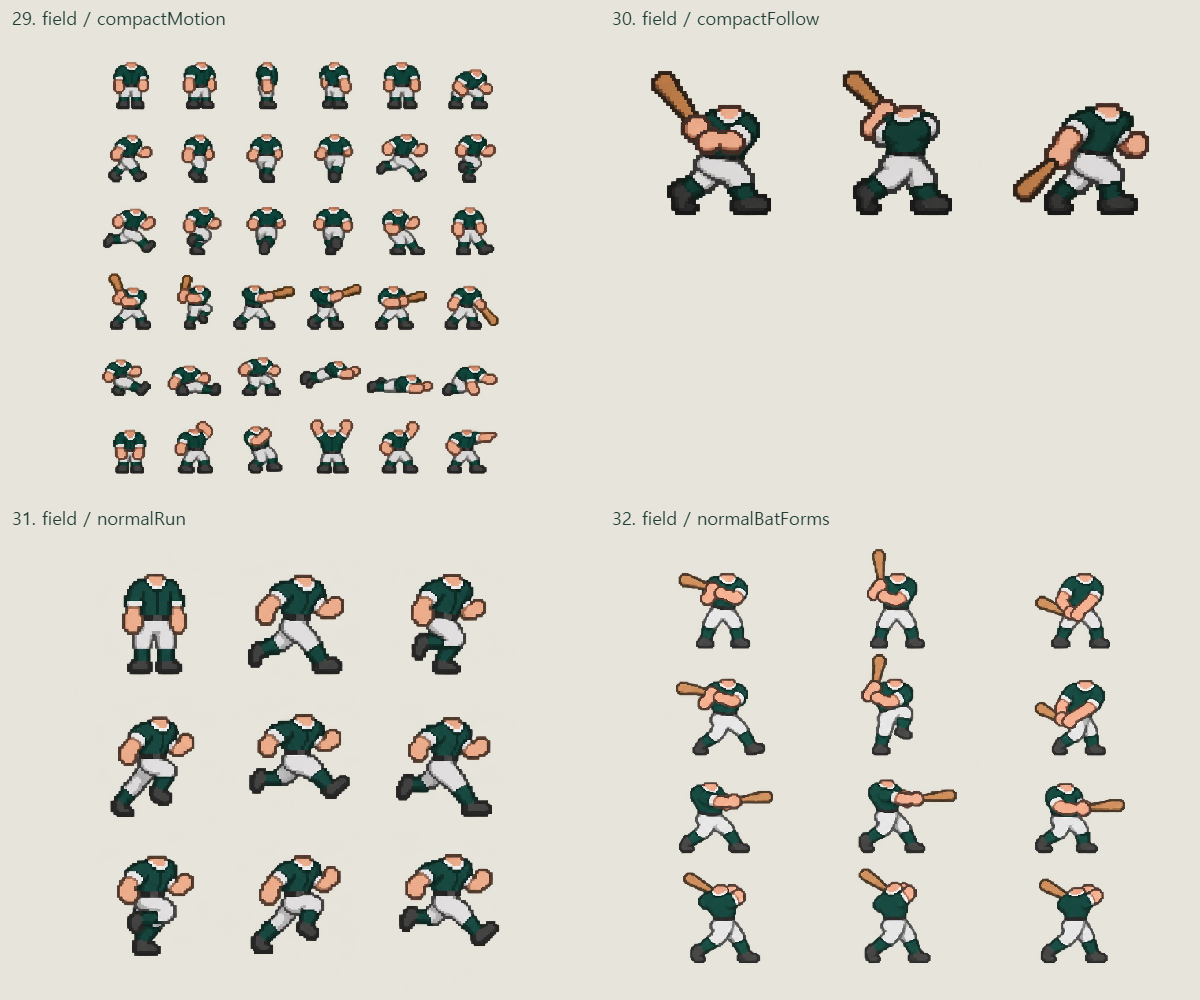 29. field / compactMotion
30. field / compactFollow
31. field / normalRun
32. field / normalBatForms